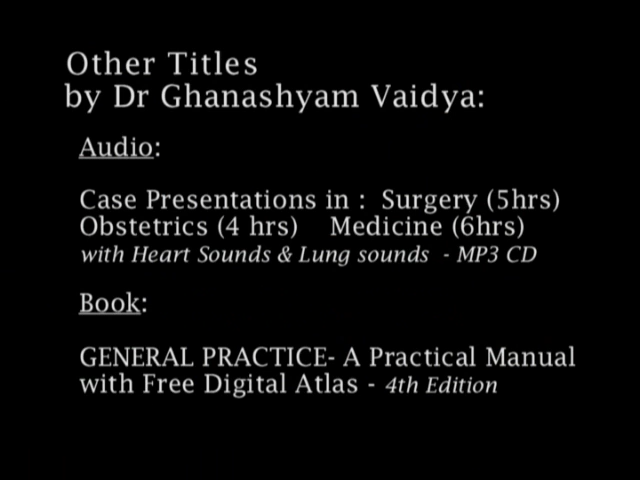 Other Titles
by Dr Ghanashyam Vaidya:
Audio:
Case Presentations in : Surgery (5hrs)
Obstetrics (4 hrs) Medicine (6hrs)
with Heart Sounds & Lung sounds - MP3 CD
Book:
GENERAL PRACTICE- A Practical Manual
with Free Digital Atlas - 4th Edition